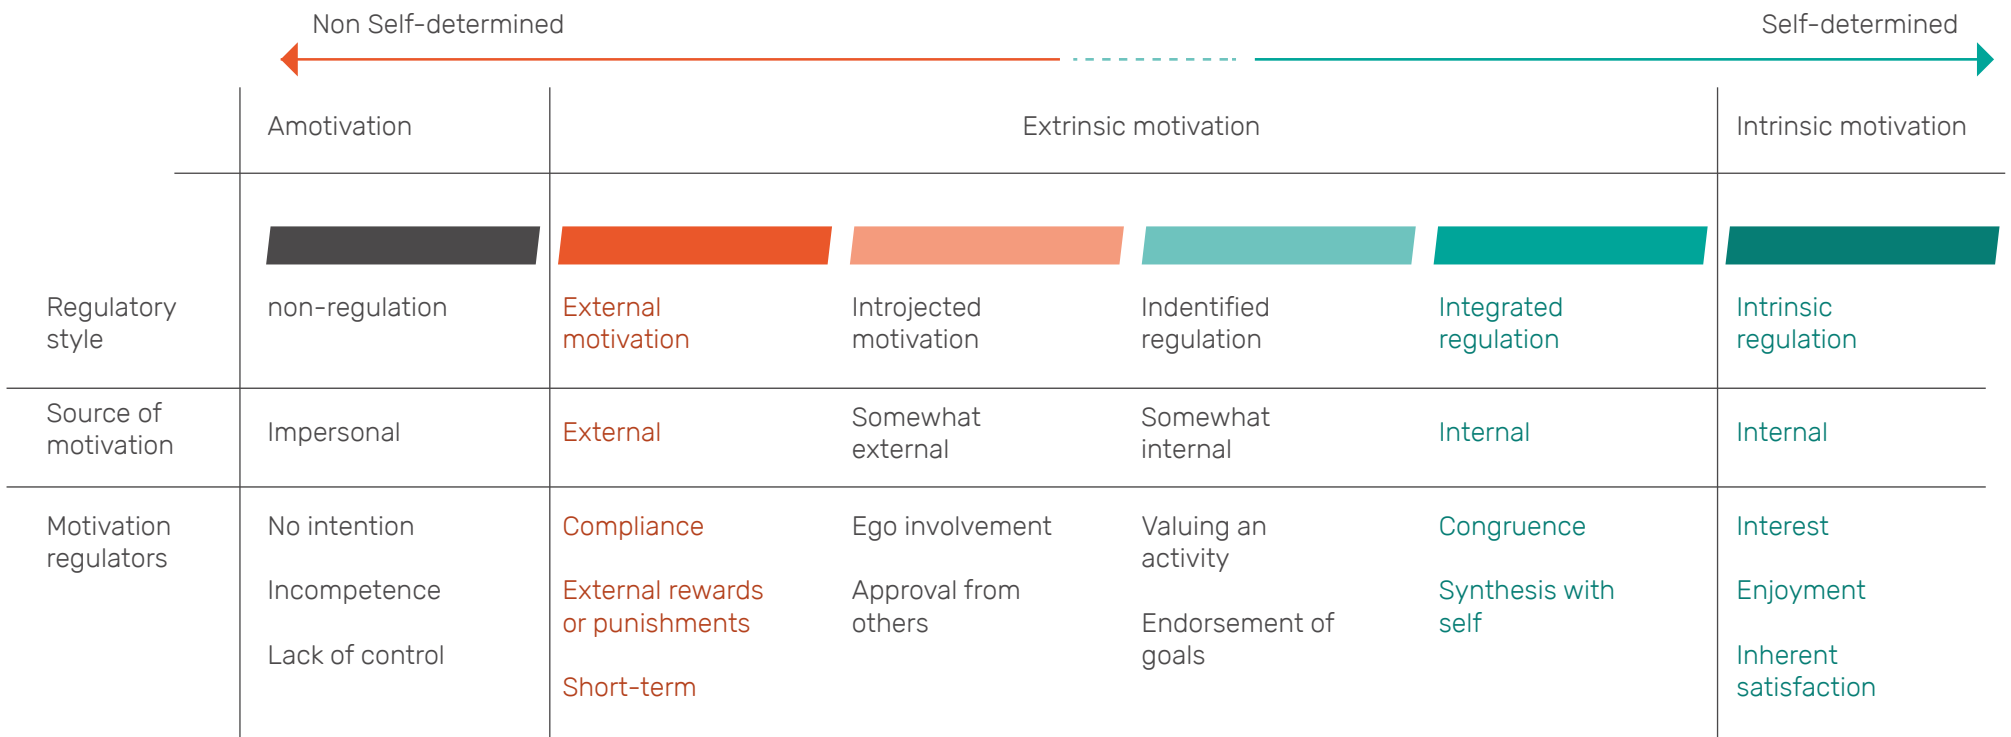 Non Self-determined
Self-determined
Amotivation
Extrinsic motivation
Intrinsic motivation
Regulatory
style
non-regulation
External
motivation
Introjected
motivation
Indentified
regulation
Integrated
regulation
Intrinsic
regulation
Source of
motivation
Impersonal
External
Somewhat
external
Somewhat
internal
Internal
Internal
Motivation
regulators
No intention
Incompetence
Lack of control
Compliance
External rewards
or punishments
Short-term
Ego involvement
Approval from
others
Valuing an
activity
Endorsement of
goals
Congruence
Synthesis with
self
Interest
Enjoyment
Inherent
satisfaction